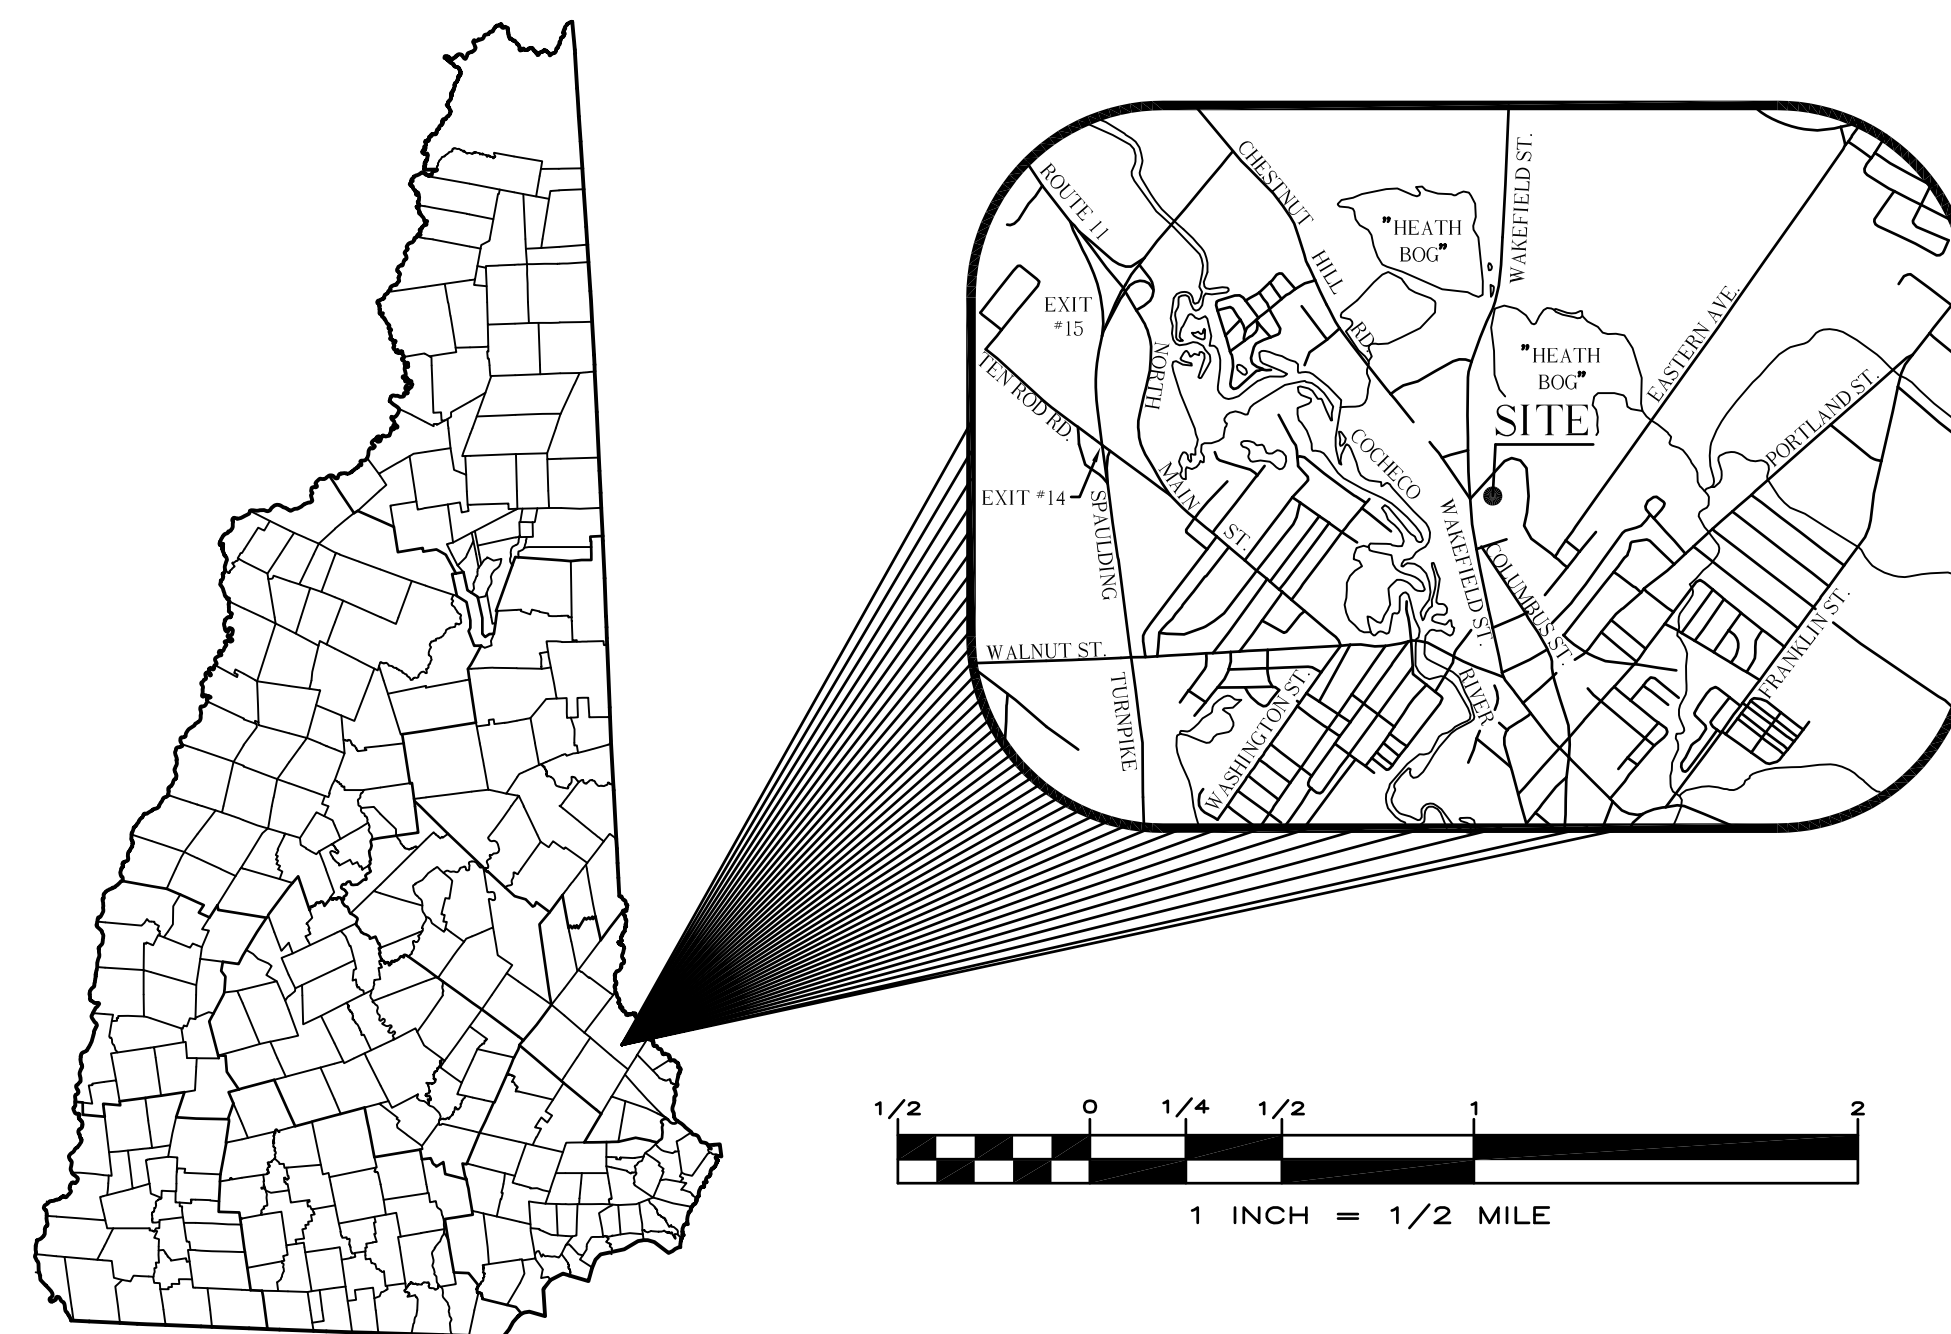 CHESTNUT
HILL
RD.
ROUTE 11
WAKEFIELD ST.
"HEATH
BOG"
EXIT
#15
NORTH
MAIN
ST.
TEN ROD RD.
"HEATH
BOG"
SITE
EASTERN AVE.
PORTLAND ST.
COCHECO
RIVER
EXIT #14
SPAULDING
TURNPIKE
WAKEFIELD ST.
COLUMBUS ST.
FRANKLIN ST.
WALNUT ST.
WASHINGTON ST.
1/2 0 1/4 1/2 1 2
1 INCH = 1/2 MILE